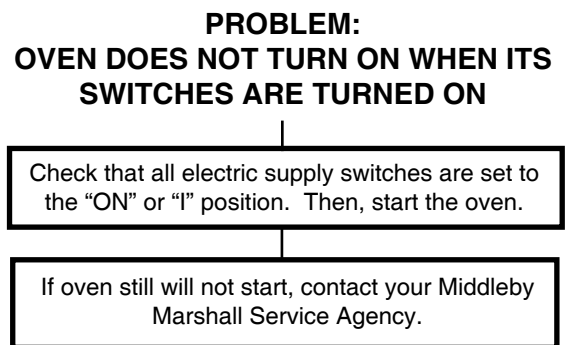 PROBLEM:
OVEN DOES NOT TURN ON WHEN ITS
SWITCHES ARE TURNED ON
Check that all electric supply switches are set to
the “ON” or “I” position.  Then, start the oven.
If oven still will not start, contact your Middleby
Marshall Service Agency.